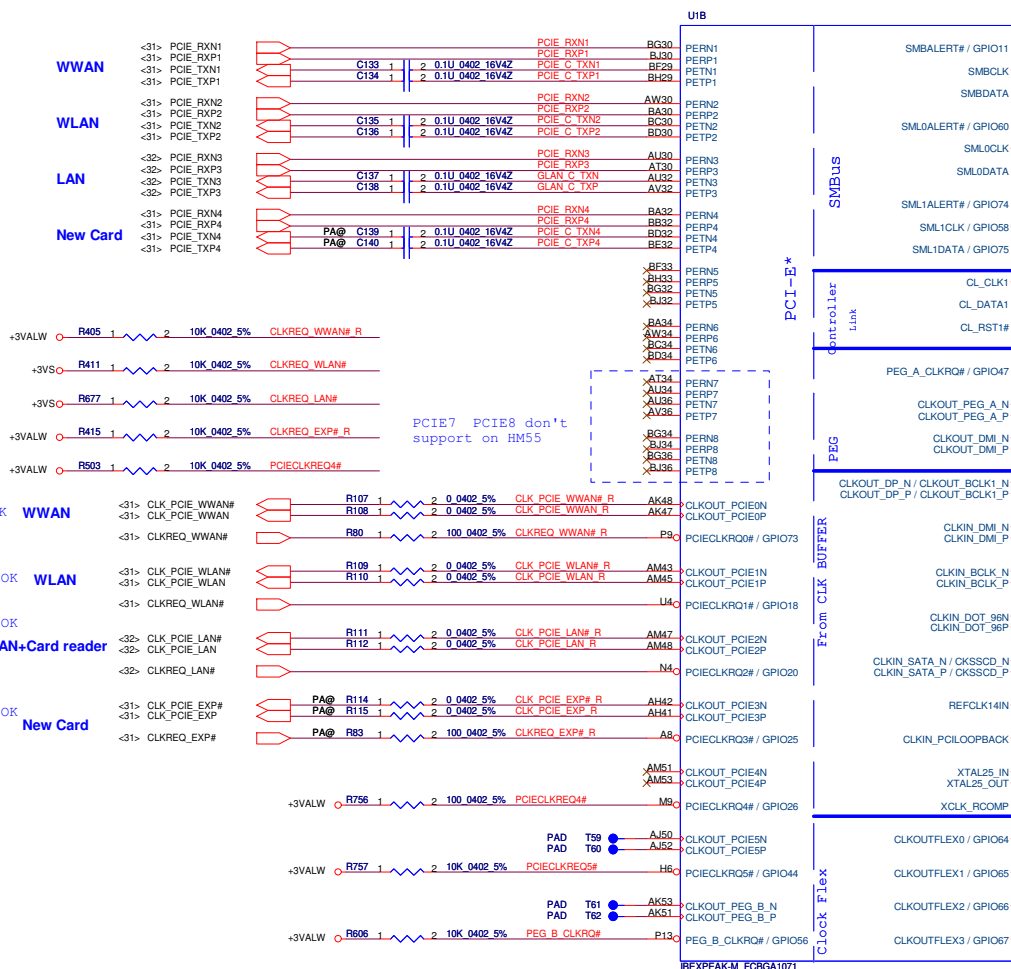 U1B
<31> PCIE_RXN1 PCIE_RXN1 BG30 PERN1 SMBALERT# / GPIO11
<31> PCIE_RXP1 PCIE_RXP1 BJ30 PERP1
WWAN <31> PCIE_TXN1 C133 1 2 0.1U_0402_16V4Z PCIE_C_TXN1 BF29 PETN1 SMBCLK
<31> PCIE_TXP1 C134 1 2 0.1U_0402_16V4Z PCIE_C_TXP1 BH29 PETP1
SMBDATA
<31> PCIE_RXN2 PCIE_RXN2 AW30 PERN2
<31> PCIE_RXP2 PCIE_RXP2 BA30 PERP2
WLAN <31> PCIE_TXN2 C135 1 2 0.1U_0402_16V4Z PCIE_C_TXN2 BC30 PETN2 SML0ALERT# / GPIO60
<31> PCIE_TXP2 C136 1 2 0.1U_0402_16V4Z PCIE_C_TXP2 BD30 PETP2
SML0CLK
<32> PCIE_RXN3 PCIE_RXN3 AU30 PERN3
<32> PCIE_RXP3 PCIE_RXP3 AT30 PERP3 SML0DATA
LAN <32> PCIE_TXN3 C137 1 2 0.1U_0402_16V4Z GLAN_C_TXN AU32 PETN3
<32> PCIE_TXP3 C138 1 2 0.1U_0402_16V4Z GLAN_C_TXP AV32 PETP3
SMBus
SML1ALERT# / GPIO74
<31> PCIE_RXN4 PCIE_RXN4 BA32 PERN4
<31> PCIE_RXP4 PCIE_RXP4 BB32 PERP4 SML1CLK / GPIO58
New Card <31> PCIE_TXN4 PA@ C139 1 2 0.1U_0402_16V4Z PCIE_C_TXN4 BD32 PETN4
<31> PCIE_TXP4 PA@ C140 1 2 0.1U_0402_16V4Z PCIE_C_TXP4 BE32 PETP4 SML1DATA / GPIO75
PCI-E*
BF33 PERN5
BH33 PERP5 CL_CLK1
BG32 PETN5
BJ32 PETP5 CL_DATA1
Controller
Link
BA34 PERN6 CL_RST1#
AW34 PERP6
BC34 PETN6
BD34 PETP6
+3VALW R405 1 2 10K_0402_5% CLKREQ_WWAN#_R
+3VS R411 1 2 10K_0402_5% CLKREQ_WLAN#
PEG_A_CLKRQ# / GPIO47
AT34 PERN7
AU34 PERP7
AU36 PETN7
AV36 PETP7
+3VS R677 1 2 10K_0402_5% CLKREQ_LAN#
CLKOUT_PEG_A_N
CLKOUT_PEG_A_P
PCIE7 PCIE8 don't
support on HM55
+3VALW R415 1 2 10K_0402_5% CLKREQ_EXP#_R
BG34 PERN8 CLKOUT_DMI_N
BJ34 PERP8 CLKOUT_DMI_P
BG36 PETN8
BJ36 PETP8
PEG
+3VALW R503 1 2 10K_0402_5% PCIECLKREQ4#
CLKOUT_DP_N / CLKOUT_BCLK1_N
CLKOUT_DP_P / CLKOUT_BCLK1_P
K WWAN <31> CLK_PCIE_WWAN# R107 1 2 0_0402_5% CLK_PCIE_WWAN#_R AK48 CLKOUT_PCIE0N
<31> CLK_PCIE_WWAN R108 1 2 0_0402_5% CLK_PCIE_WWAN_R AK47 CLKOUT_PCIE0P
CLKIN_DMI_N
<31> CLKREQ_WWAN# R80 1 2 100_0402_5% CLKREQ_WWAN#_R P9 PCIECLKRQ0# / GPIO73 CLKIN_DMI_P
From CLK BUFFER
OK WLAN <31> CLK_PCIE_WLAN# R109 1 2 0_0402_5% CLK_PCIE_WLAN#_R AM43 CLKOUT_PCIE1N CLKIN_BCLK_N
<31> CLK_PCIE_WLAN R110 1 2 0_0402_5% CLK_PCIE_WLAN_R AM45 CLKOUT_PCIE1P CLKIN_BCLK_P
<31> CLKREQ_WLAN# U4 PCIECLKRQ1# / GPIO18
OK CLKIN_DOT_96N
CLKIN_DOT_96P
AN+Card reader <32> CLK_PCIE_LAN# R111 1 2 0_0402_5% CLK_PCIE_LAN#_R AM47 CLKOUT_PCIE2N
<32> CLK_PCIE_LAN R112 1 2 0_0402_5% CLK_PCIE_LAN_R AM48 CLKOUT_PCIE2P
CLKIN_SATA_N / CKSSCD_N
<32> CLKREQ_LAN# N4 PCIECLKRQ2# / GPIO20 CLKIN_SATA_P / CKSSCD_P
OK New Card <31> CLK_PCIE_EXP# PA@ R114 1 2 0_0402_5% CLK_PCIE_EXP#_R AH42 CLKOUT_PCIE3N REFCLK14IN
<31> CLK_PCIE_EXP PA@ R115 1 2 0_0402_5% CLK_PCIE_EXP_R AH41 CLKOUT_PCIE3P
<31> CLKREQ_EXP# PA@ R83 1 2 100_0402_5% CLKREQ_EXP#_R A8 PCIECLKRQ3# / GPIO25 CLKIN_PCILOOPBACK
AM51 CLKOUT_PCIE4N XTAL25_IN
AM53 CLKOUT_PCIE4P XTAL25_OUT
+3VALW R756 1 2 100_0402_5% PCIECLKREQ4# M9 PCIECLKRQ4# / GPIO26 XCLK_RCOMP
PAD T59 AJ50 CLKOUT_PCIE5N CLKOUTFLEX0 / GPIO64
PAD T60 AJ52 CLKOUT_PCIE5P
+3VALW R757 1 2 10K_0402_5% PCIECLKREQ5# H6 PCIECLKRQ5# / GPIO44 CLKOUTFLEX1 / GPIO65
Clock Flex
PAD T61 AK53 CLKOUT_PEG_B_N CLKOUTFLEX2 / GPIO66
PAD T62 AK51 CLKOUT_PEG_B_P
+3VALW R606 1 2 10K_0402_5% PEG_B_CLKRQ# P13 PEG_B_CLKRQ# / GPIO56 CLKOUTFLEX3 / GPIO67
IBEXPEAK-M_FCBGA1071